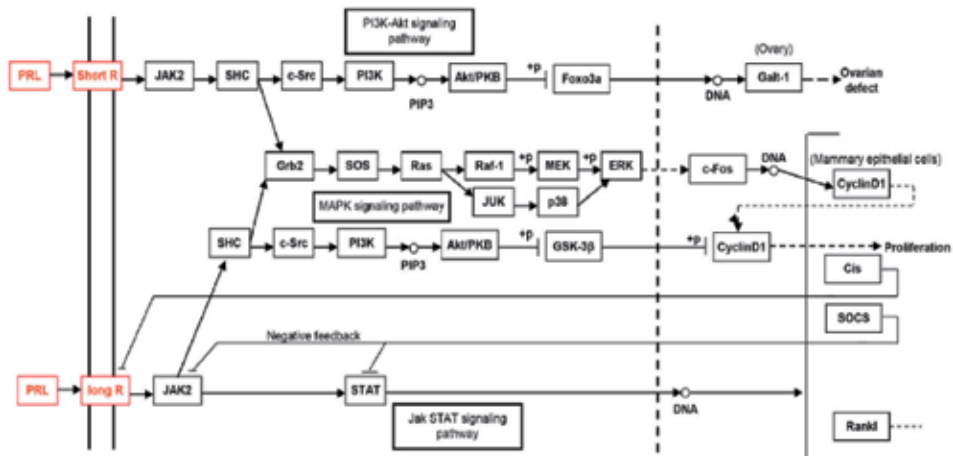 PI3K-Akt signaling
pathway
(Ovary)
PRL Short R JAK2 SHC c-Src PI3K PIP3 Akt/PKB +p Foxo3a DNA Galt-1 Ovarian
defect
Grb2 SOS Ras Raf-1 +p MEK +p ERK c-Fos DNA (Mammary epithelial cells)
CyclinD1
JUK p38
MAPK signaling pathway
SHC c-Src PI3K PIP3 Akt/PKB +p GSK-3β +p CyclinD1 Proliferation
Cis
SOCS
Negative feedback
PRL long R JAK2 STAT DNA
Jak STAT signaling
pathway
Rankl